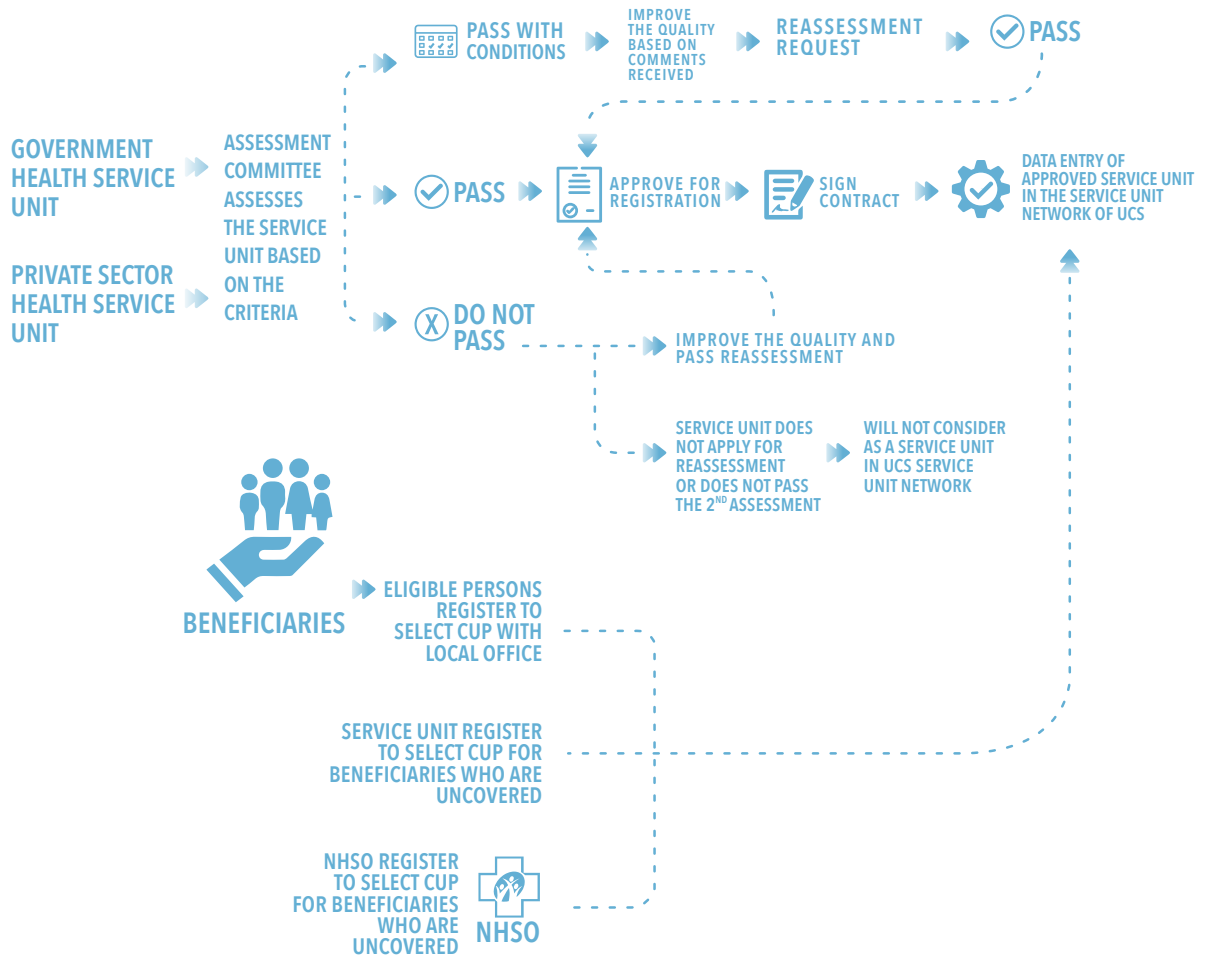 PASS WITH
CONDITIONS
IMPROVE
THE QUALITY
BASED ON
COMMENTS
RECEIVED
REASSESSMENT
REQUEST
PASS
GOVERNMENT
HEALTH SERVICE
UNIT
PRIVATE SECTOR
HEALTH SERVICE
UNIT
ASSESSMENT
COMMITTEE
ASSESSES
THE SERVICE
UNIT BASED
ON THE
CRITERIA
PASS
APPROVE FOR
REGISTRATION
SIGN
CONTRACT
DATA ENTRY OF
APPROVED SERVICE UNIT
IN THE SERVICE UNIT
NETWORK OF UCS
X
DO NOT
PASS
IMPROVE THE QUALITY AND
PASS REASSESSMENT
SERVICE UNIT DOES
NOT APPLY FOR
REASSESSMENT
OR DOES NOT PASS
THE 2ND ASSESSMENT
WILL NOT CONSIDER
AS A SERVICE UNIT
IN UCS SERVICE
UNIT NETWORK
BENEFICIARIES
ELIGIBLE PERSONS
REGISTER TO
SELECT CUP WITH
LOCAL OFFICE
SERVICE UNIT REGISTER
TO SELECT CUP FOR
BENEFICIARIES WHO ARE
UNCOVERED
NHSO REGISTER
TO SELECT CUP
FOR BENEFICIARIES
WHO ARE
UNCOVERED
NHSO